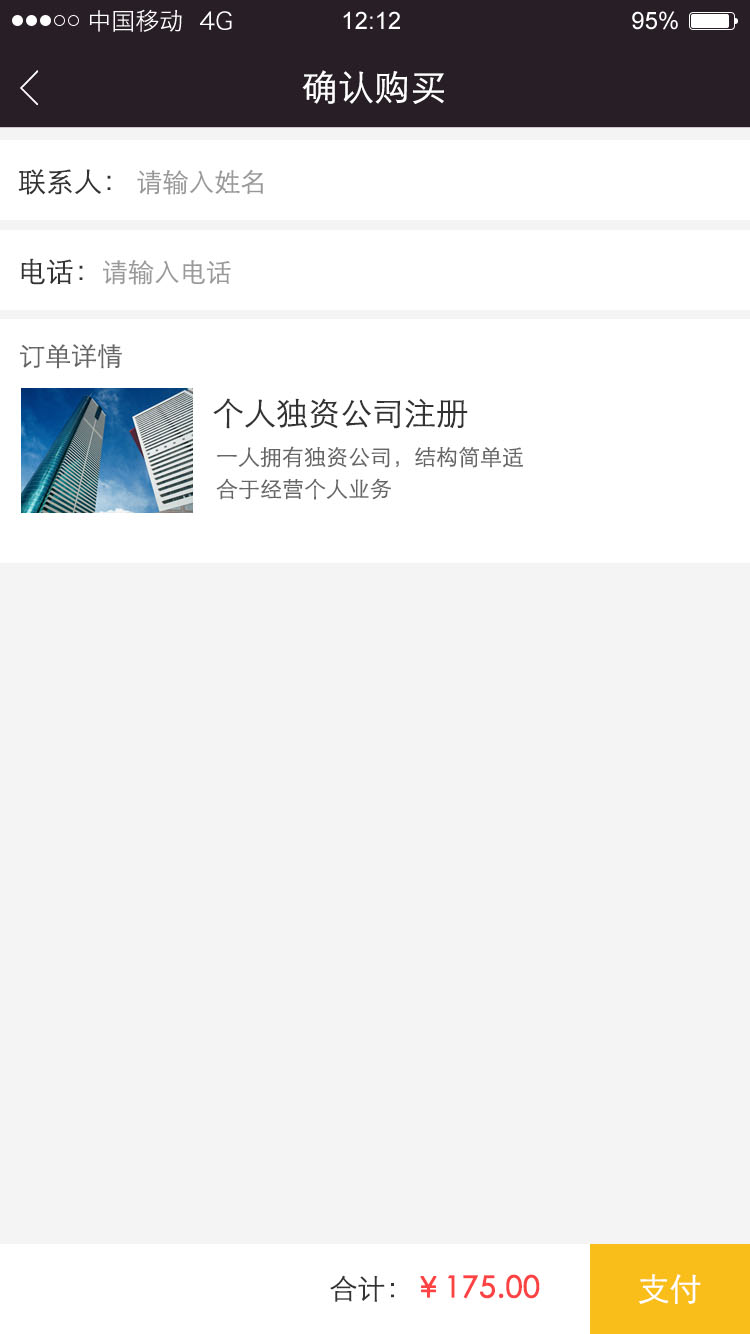 中国移动 4G 12:12 95%
确认购买
联系人： 请输入姓名
电话： 请输入电话
订单详情
个人独资公司注册
一人拥有独资公司，结构简单适
合于经营个人业务
合计： ¥ 175.00 支付